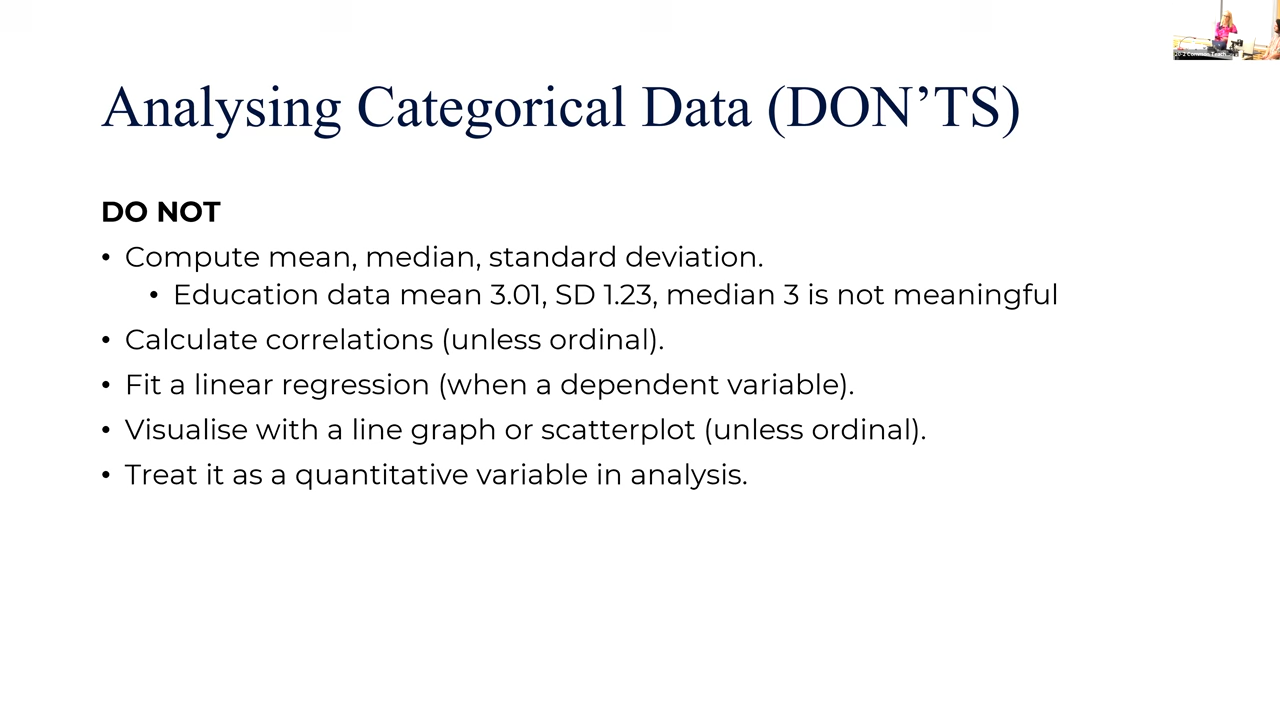 Analysing Categorical Data (DON'TS)
DO NOT
• Compute mean, median, standard deviation.
• Education data mean 3.01, SD 1.23, median 3 is not meaningful
• Calculate correlations (unless ordinal).
• Fit a linear regression (when a dependent variable).
• Visualise with a line graph or scatterplot (unless ordinal).
• Treat it as a quantitative variable in analysis.